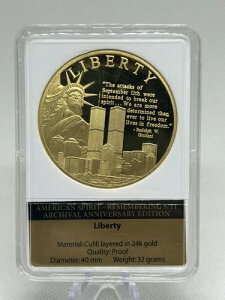 LIBERTY
"The attacks of
September 11th were
intended to break our
spirit... We are more
determined than
ever to live our
lives in freedom."
-Rudolph W.
Giuliani
AMERICAN SPIRIT - REMEMBERING 9/11
ARCHIVAL ANNIVERSARY EDITION
Liberty
Material: CuNi layered in 24k gold
Quality: Proof
Diameter: 40 mm Weight: 32 grams